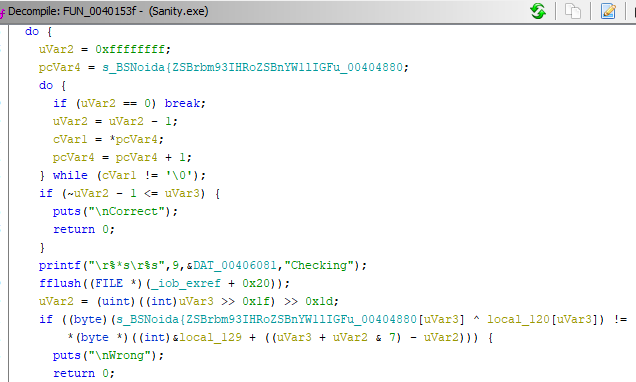 Decompile: FUN_0040153f - (Sanity.exe)
do {
uVar2 = 0xffffffff;
pcVar4 = s_BSNoida{ZSBrbm93IHRoZSBnYWllIGFu_00404880;
do {
if (uVar2 == 0) break;
uVar2 = uVar2 - 1;
cVar1 = *pcVar4;
pcVar4 = pcVar4 + 1;
} while (cVar1 != '\0');
if (~uVar2 - 1 <= uVar3) {
puts("\nCorrect");
return 0;
}
printf("\r%*s\r%s",9,&DAT_00406081,"Checking");
fflush((FILE *)(_iob_exref + 0x20));
uVar2 = (uint)((int)uVar3 >> 0x1f) >> 0x1d;
if ((byte)(s_BSNoida{ZSBrbm93IHRoZSBnYWllIGFu_00404880[uVar3] ^ local_120[uVar3]) !=
*(byte *)((int)&local_129 + ((uVar3 + uVar2 & 7) - uVar2))) {
puts("\nWrong");
return 0;